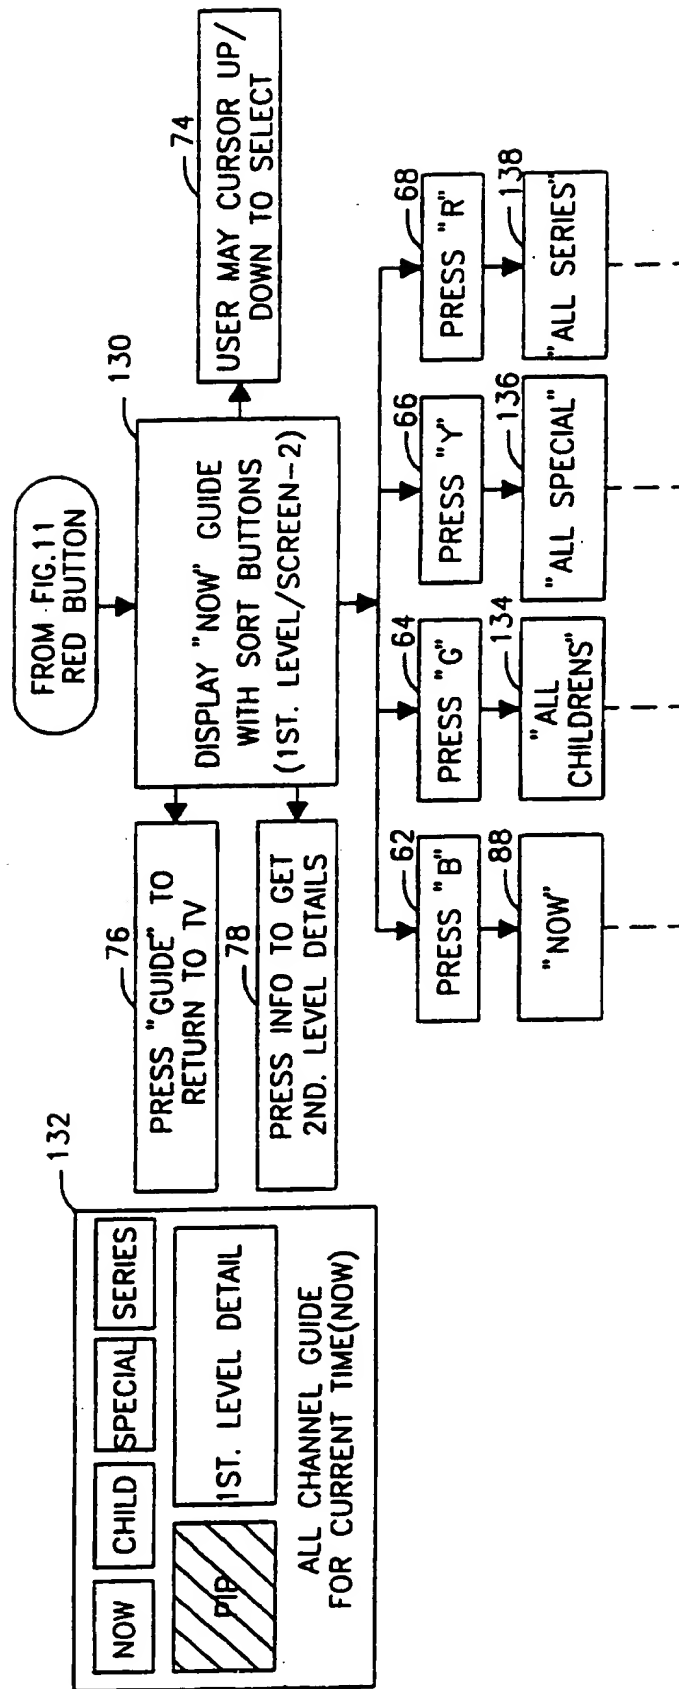 FROM FIG.11
RED BUTTON
130
DISPLAY "NOW" GUIDE
WITH SORT BUTTONS
(1ST. LEVEL/SCREEN-2)
74
USER MAY CURSOR UP/
DOWN TO SELECT
76
PRESS "GUIDE" TO
RETURN TO TV
78
PRESS INFO TO GET
2ND. LEVEL DETAILS
132
NOW
CHILD
SPECIAL
SERIES
PIP
1ST. LEVEL DETAIL
ALL CHANNEL GUIDE
FOR CURRENT TIME(NOW)
62
PRESS "B"
88
"NOW"
64
PRESS "G"
134
"ALL
CHILDRENS"
66
PRESS "Y"
136
"ALL SPECIAL"
68
PRESS "R"
138
"ALL SERIES"